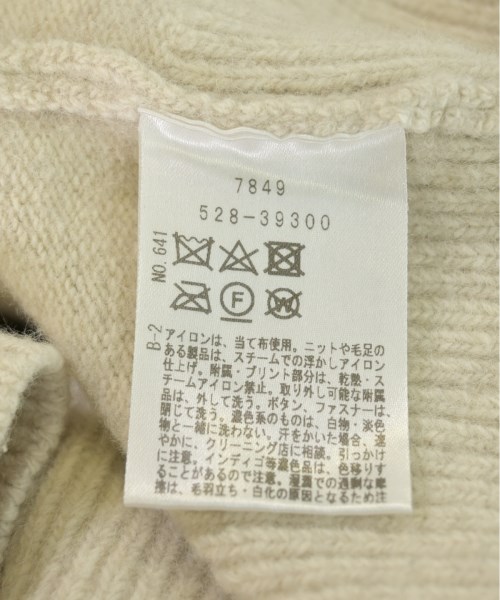 7849
528-39300
NO. 641
F
W
B-2
アイロンは、当て布使用。ニットや毛足の
ある製品は、スチームでの浮かしアイロン
仕上げ。附属・プリント部分は、乾熱・ス
チームアイロン禁止。取り外し可能な附属
品は、外して洗う。ボタン、ファスナーは、
閉じて洗う。濃色系のものは、白物・淡色
物と一緒に洗わない。汗をかいた場合、速
やかに、クリーニング店に相談。引っかけ
に注意。インディゴ等濃色品は、色移りす
ることがあるので注意。湿潤での過剰な摩
擦は、毛羽立ち・白化の原因となるため注